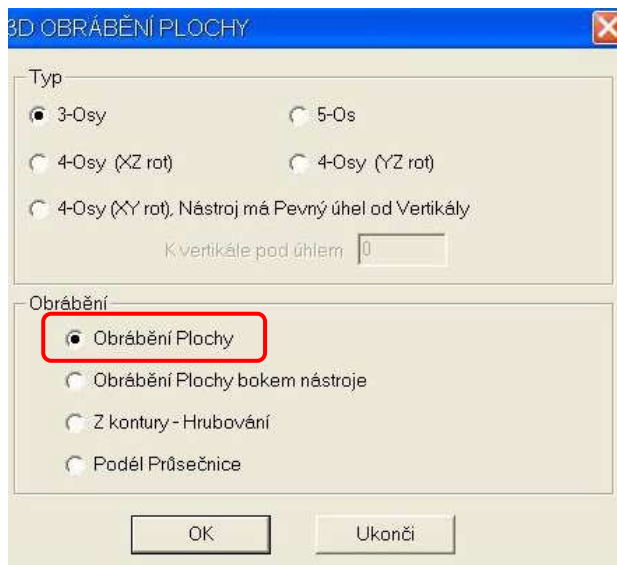 3D OBRÁBĚNÍ PLOCHY
Typ
3-Osy 5-Os
4-Osy (XZ rot) 4-Osy (YZ rot)
4-Osy (XY rot), Nástroj má Pevný úhel od Vertikály
K vertikále pod úhlem 0
Obrábění
Obrábění Plochy
Obrábění Plochy bokem nástroje
Z kontury - Hrubování
Podél Průsečnice
OK Ukonči